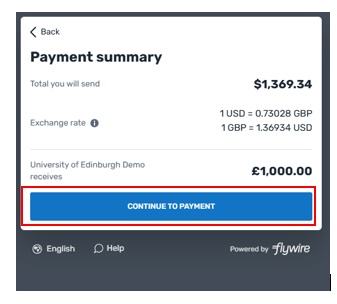 Back
Payment summary
Total you will send $1,369.34
Exchange rate 1 USD = 0.73028 GBP
1 GBP = 1.36934 USD
University of Edinburgh Demo
receives £1,000.00
CONTINUE TO PAYMENT
English Help Powered by flywire